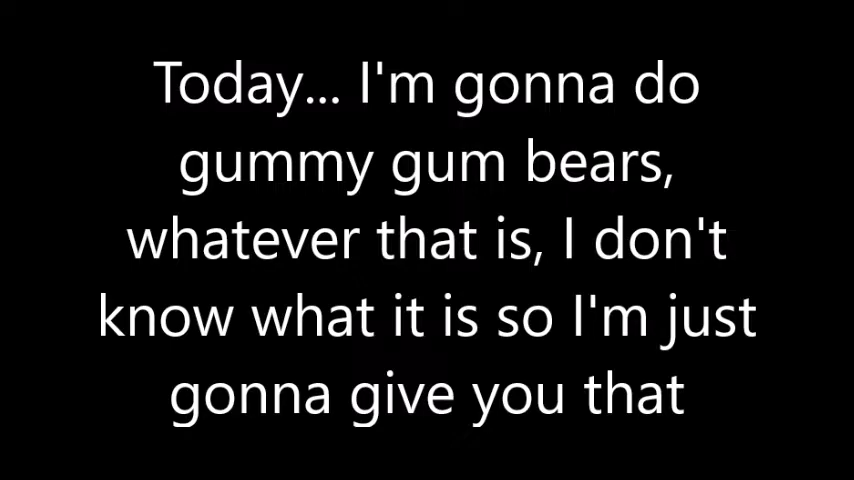 Today... I'm gonna do
gummy gum bears,
whatever that is, I don't
know what it is so I'm just
gonna give you that